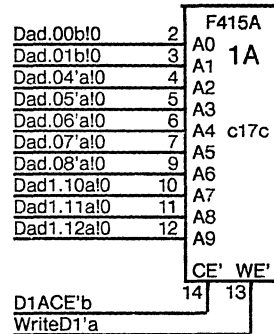 F415A
Dad.00b!0 2 A0 1A
Dad.01b!0 3 A1
Dad.04'a!0 4 A2
Dad.05'a!0 5 A3
Dad.06'a!0 6 A4 c17c
Dad.07'a!0 7 A5
Dad.08'a!0 9 A6
Dad1.10a!0 10 A7
Dad1.11a!0 11 A8
Dad1.12a!0 12 A9
CE' WE'
14 13
D1ACE'b
WriteD1'a